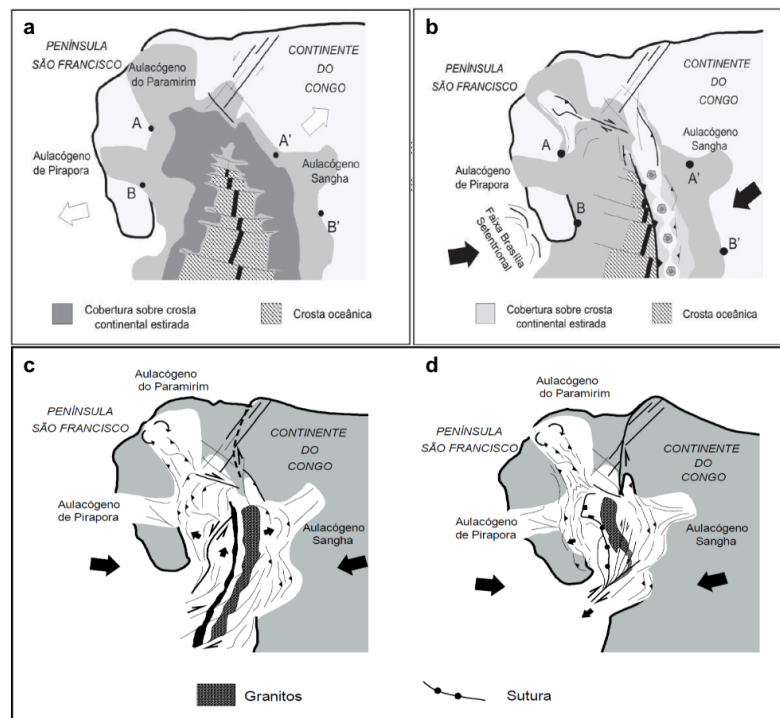 a
PENÍNSULA
SÃO FRANCISCO
Aulacógeno do Paramirim
CONTINENTE
DO
CONGO
A
A'
Aulacógeno
de Pirapora
Aulacógeno
Sangha
B
B'
Cobertura sobre crosta
continental estirada
Crosta oceânica
b
PENÍNSULA
SÃO FRANCISCO
CONTINENTE
DO
CONGO
A
A'
Aulacógeno
de Pirapora
Aulacógeno
Sangha
B
B'
Faixa Brasília
Setentrional
Cobertura sobre crosta
continental estirada
Crosta oceânica
c
Aulacógeno
do Paramirim
PENÍNSULA
SÃO FRANCISCO
CONTINENTE
DO
CONGO
Aulacógeno
de Pirapora
Aulacógeno
Sangha
d
Aulacógeno
do Paramirim
PENÍNSULA
SÃO FRANCISCO
CONTINENTE
DO
CONGO
Aulacógeno
de Pirapora
Aulacógeno
Sangha
Granitos
Sutura